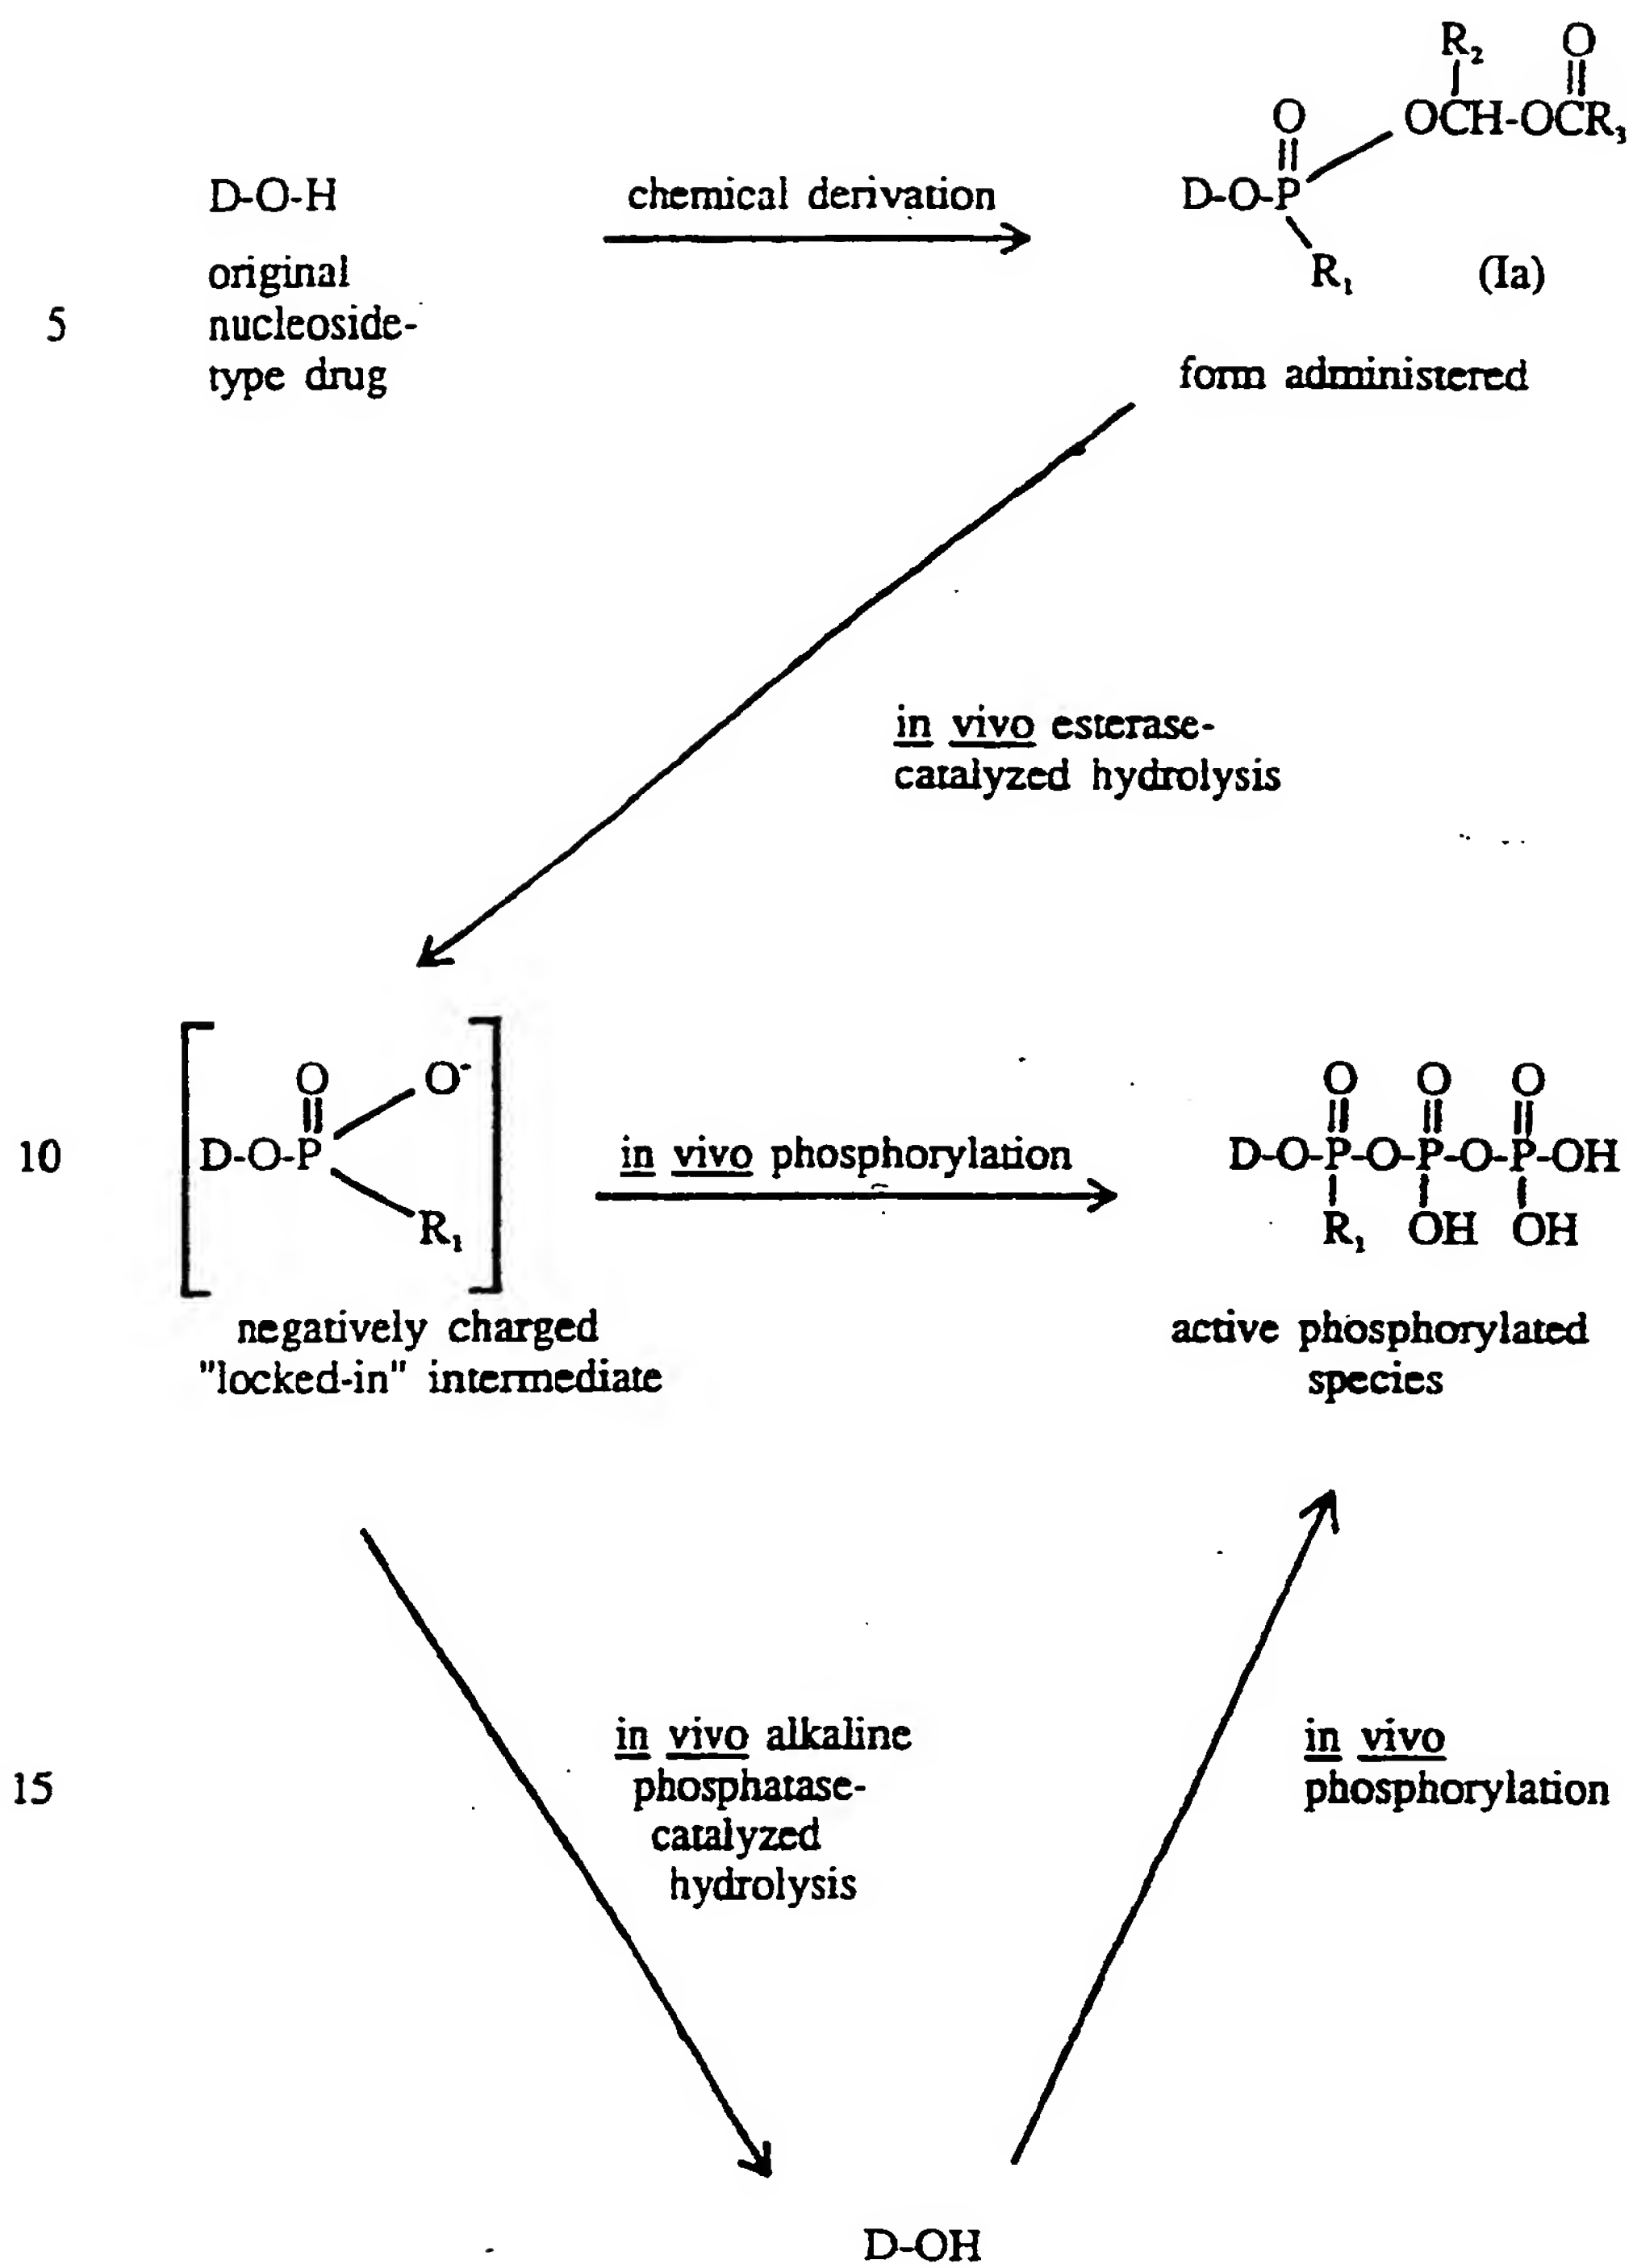 R₂ O
O OCH-OCR₃
D-O-H chemical derivation D-O-P
original R₁ (Ia)
5 nucleoside-
type drug form administered
in vivo esterase-
catalyzed hydrolysis
O O⁻ O O O
10 D-O-P in vivo phosphorylation D-O-P-O-P-O-P-OH
R₁ R₁ OH OH
negatively charged active phosphorylated
"locked-in" intermediate species
in vivo alkaline in vivo
15 phosphatase- phosphorylation
catalyzed
hydrolysis
D-OH